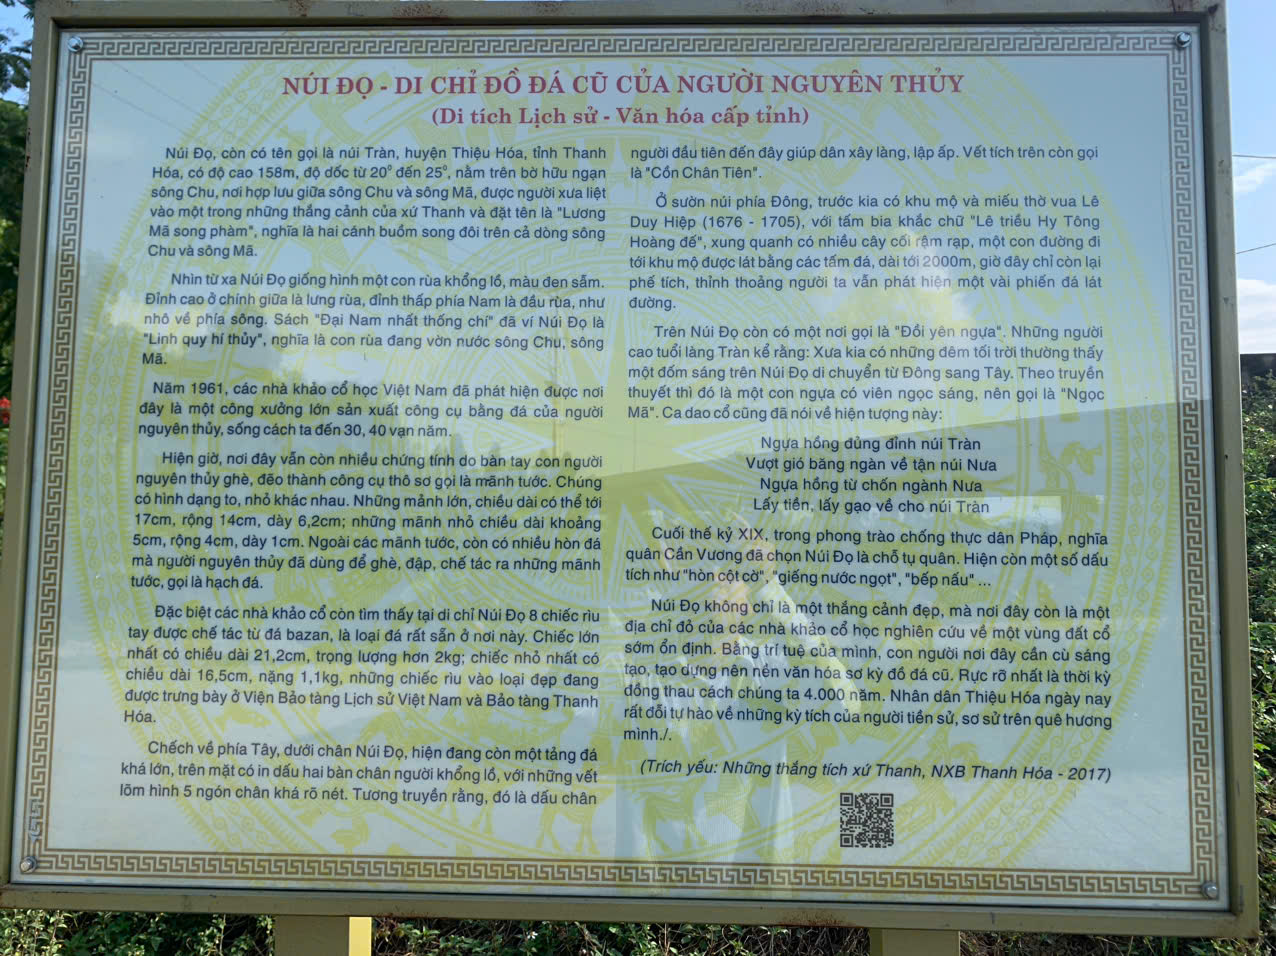 NÚI ĐỌ - DI CHỈ ĐỒ ĐÁ CŨ CỦA NGƯỜI NGUYÊN THỦY
(Di tích Lịch sử - Văn hóa cấp tỉnh)
Núi Đọ, còn có tên gọi là núi Tràn, huyện Thiệu Hóa, tỉnh Thanh
Hóa, có độ cao 158m, độ dốc từ 20⁰ đến 25⁰, nằm trên bờ hữu ngạn
sông Chu, nơi hợp lưu giữa sông Chu và sông Mã, được người xưa liệt
vào một trong những thắng cảnh của xứ Thanh và đặt tên là "Lương
Mã song phàm", nghĩa là hai cánh buồm song đôi trên cả dòng sông
Chu và sông Mã.
Nhìn từ xa Núi Đọ giống hình một con rùa khổng lồ, màu đen sẫm.
Đỉnh cao ở chính giữa là lưng rùa, đỉnh thấp phía Nam là đầu rùa, như
nhô về phía sông. Sách "Đại Nam nhất thống chí" đã ví Núi Đọ là
"Linh quy hí thủy", nghĩa là con rùa đang vờn nước sông Chu, sông
Mã.
Năm 1961, các nhà khảo cổ học Việt Nam đã phát hiện được nơi
đây là một công xưởng lớn sản xuất công cụ bằng đá của người
nguyên thủy, sống cách ta đến 30, 40 vạn năm.
Hiện giờ, nơi đây vẫn còn nhiều chứng tính do bàn tay con người
nguyên thủy ghè, đẽo thành công cụ thô sơ gọi là mãnh tước. Chúng
có hình dạng to, nhỏ khác nhau. Những mảnh lớn, chiều dài có thể tới
17cm, rộng 14cm, dày 6,2cm; những mãnh nhỏ chiều dài khoảng
5cm, rộng 4cm, dày 1cm. Ngoài các mãnh tước, còn có nhiều hòn đá
mà người nguyên thủy đã dùng để ghè, đập, chế tác ra những mãnh
tước, gọi là hạch đá.
Đặc biệt các nhà khảo cổ còn tìm thấy tại di chỉ Núi Đọ 8 chiếc rìu
tay được chế tác từ đá bazan, là loại đá rất sẵn ở nơi này. Chiếc lớn
nhất có chiều dài 21,2cm, trọng lượng hơn 2kg; chiếc nhỏ nhất có
chiều dài 16,5cm, nặng 1,1kg, những chiếc rìu vào loại đẹp đang
được trưng bày ở Viện Bảo tàng Lịch sử Việt Nam và Bảo tàng Thanh
Hóa.
Chếch về phía Tây, dưới chân Núi Đọ, hiện đang còn một tảng đá
khá lớn, trên mặt có in dấu hai bàn chân người khổng lồ, với những vết
lõm hình 5 ngón chân khá rõ nét. Tương truyền rằng, đó là dấu chân
người đầu tiên đến đây giúp dân xây làng, lập ấp. Vết tích trên còn gọi
là "Cồn Chân Tiên".
Ở sườn núi phía Đông, trước kia có khu mộ và miếu thờ vua Lê
Duy Hiệp (1676 - 1705), với tấm bia khắc chữ "Lê triều Hy Tông
Hoàng đế", xung quanh có nhiều cây cối rậm rạp, một con đường đi
tới khu mộ được lát bằng các tấm đá, dài tới 2000m, giờ đây chỉ còn lại
phế tích, thỉnh thoảng người ta vẫn phát hiện một vài phiến đá lát
đường.
Trên Núi Đọ còn có một nơi gọi là "Đồi yên ngựa". Những người
cao tuổi làng Tràn kể rằng: Xưa kia có những đêm tối trời thường thấy
một đốm sáng trên Núi Đọ di chuyển từ Đông sang Tây. Theo truyền
thuyết thì đó là một con ngựa có viên ngọc sáng, nên gọi là "Ngọc
Mã". Ca dao cổ cũng đã nói về hiện tượng này:
Ngựa hồng dủng đỉnh núi Tràn
Vượt gió băng ngàn về tận núi Nưa
Ngựa hồng từ chốn ngành Nưa
Lấy tiền, lấy gạo về cho núi Tràn
Cuối thế kỷ XIX, trong phong trào chống thực dân Pháp, nghĩa
quân Cần Vương đã chọn Núi Đọ là chỗ tụ quân. Hiện còn một số dấu
tích như "hòn cột cờ", "giếng nước ngọt", "bếp nấu" ...
Núi Đọ không chỉ là một thắng cảnh đẹp, mà nơi đây còn là một
địa chỉ đỏ của các nhà khảo cổ học nghiên cứu về một vùng đất cổ
sớm ổn định. Bằng trí tuệ của mình, con người nơi đây cần cù sáng
tạo, tạo dựng nên nền văn hóa sơ kỳ đồ đá cũ. Rực rỡ nhất là thời kỳ
đồng thau cách chúng ta 4.000 năm. Nhân dân Thiệu Hóa ngày nay
rất đỗi tự hào về những kỳ tích của người tiền sử, sơ sử trên quê hương
mình./.
(Trích yếu: Những thắng tích xứ Thanh, NXB Thanh Hóa - 2017)